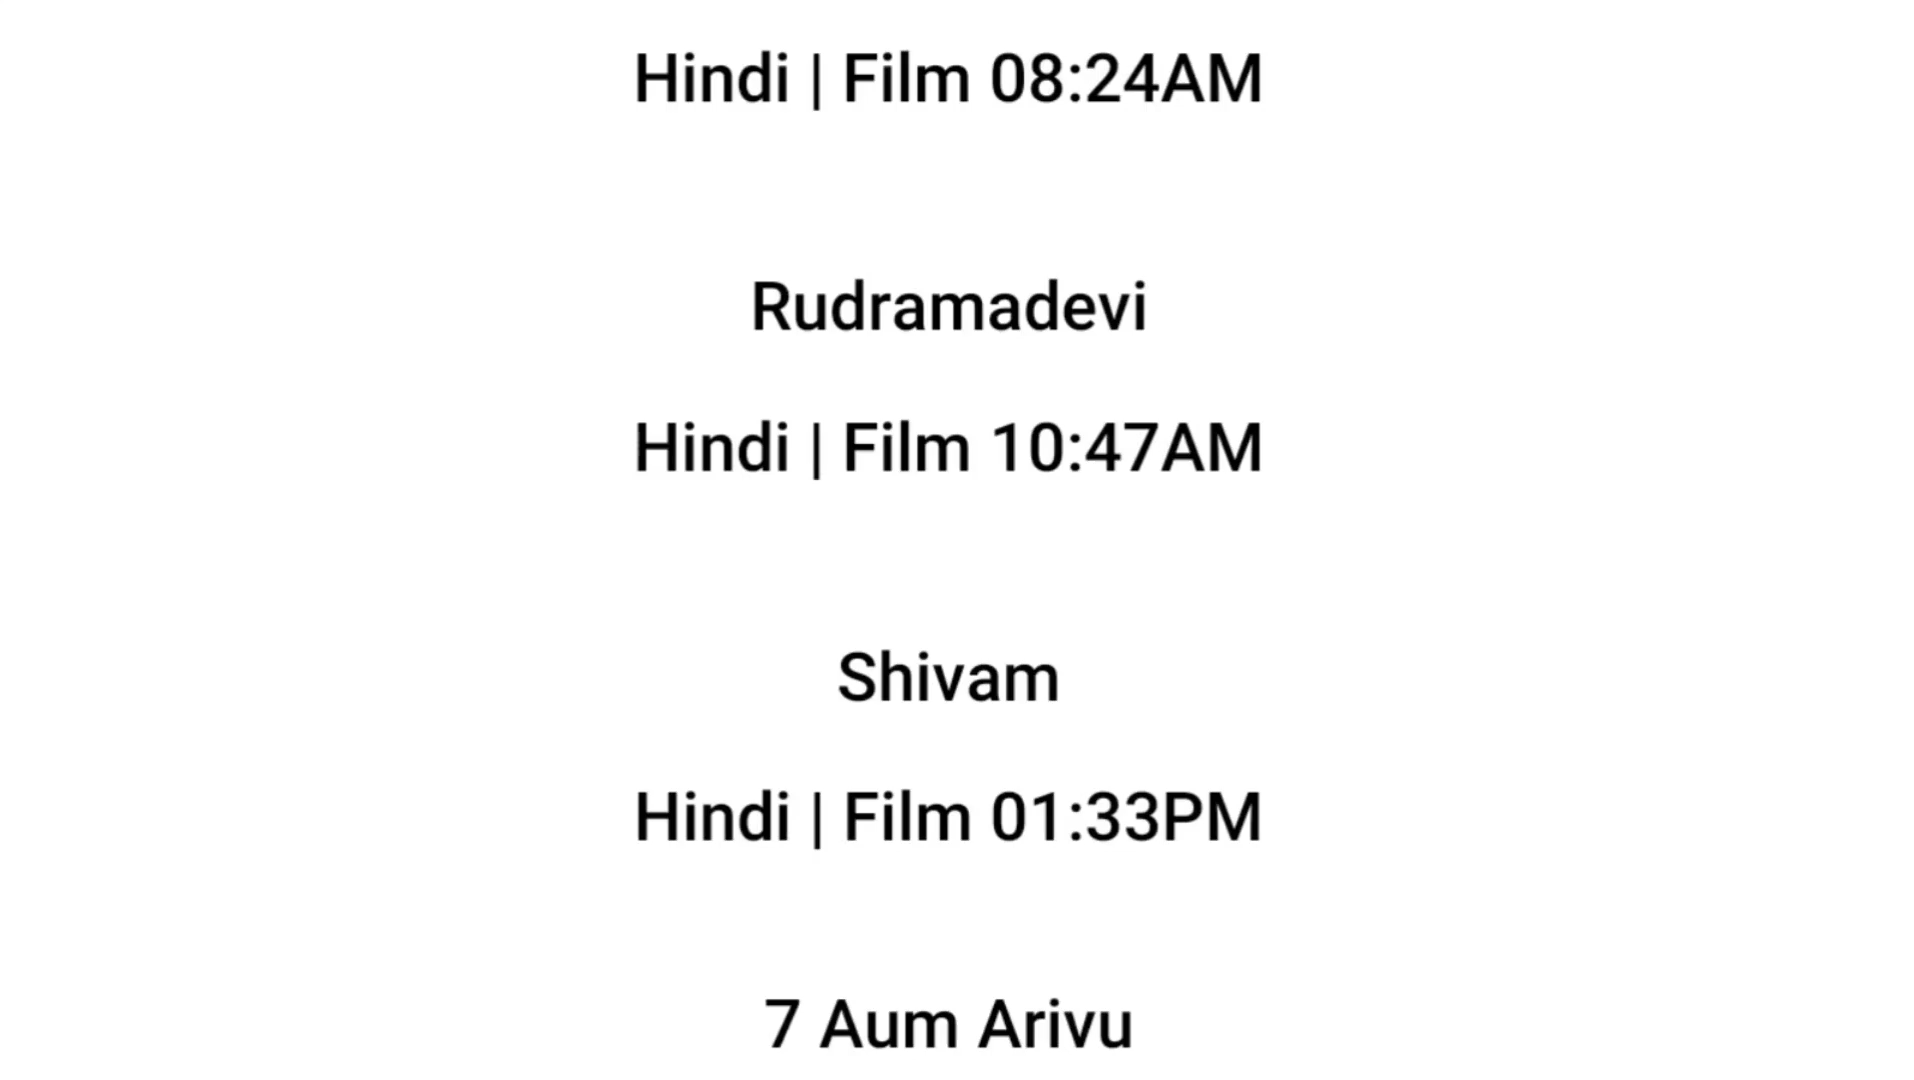 Hindi | Film 08:24AM
Rudramadevi
Hindi | Film 10:47AM
Shivam
Hindi | Film 01:33PM
7 Aum Arivu